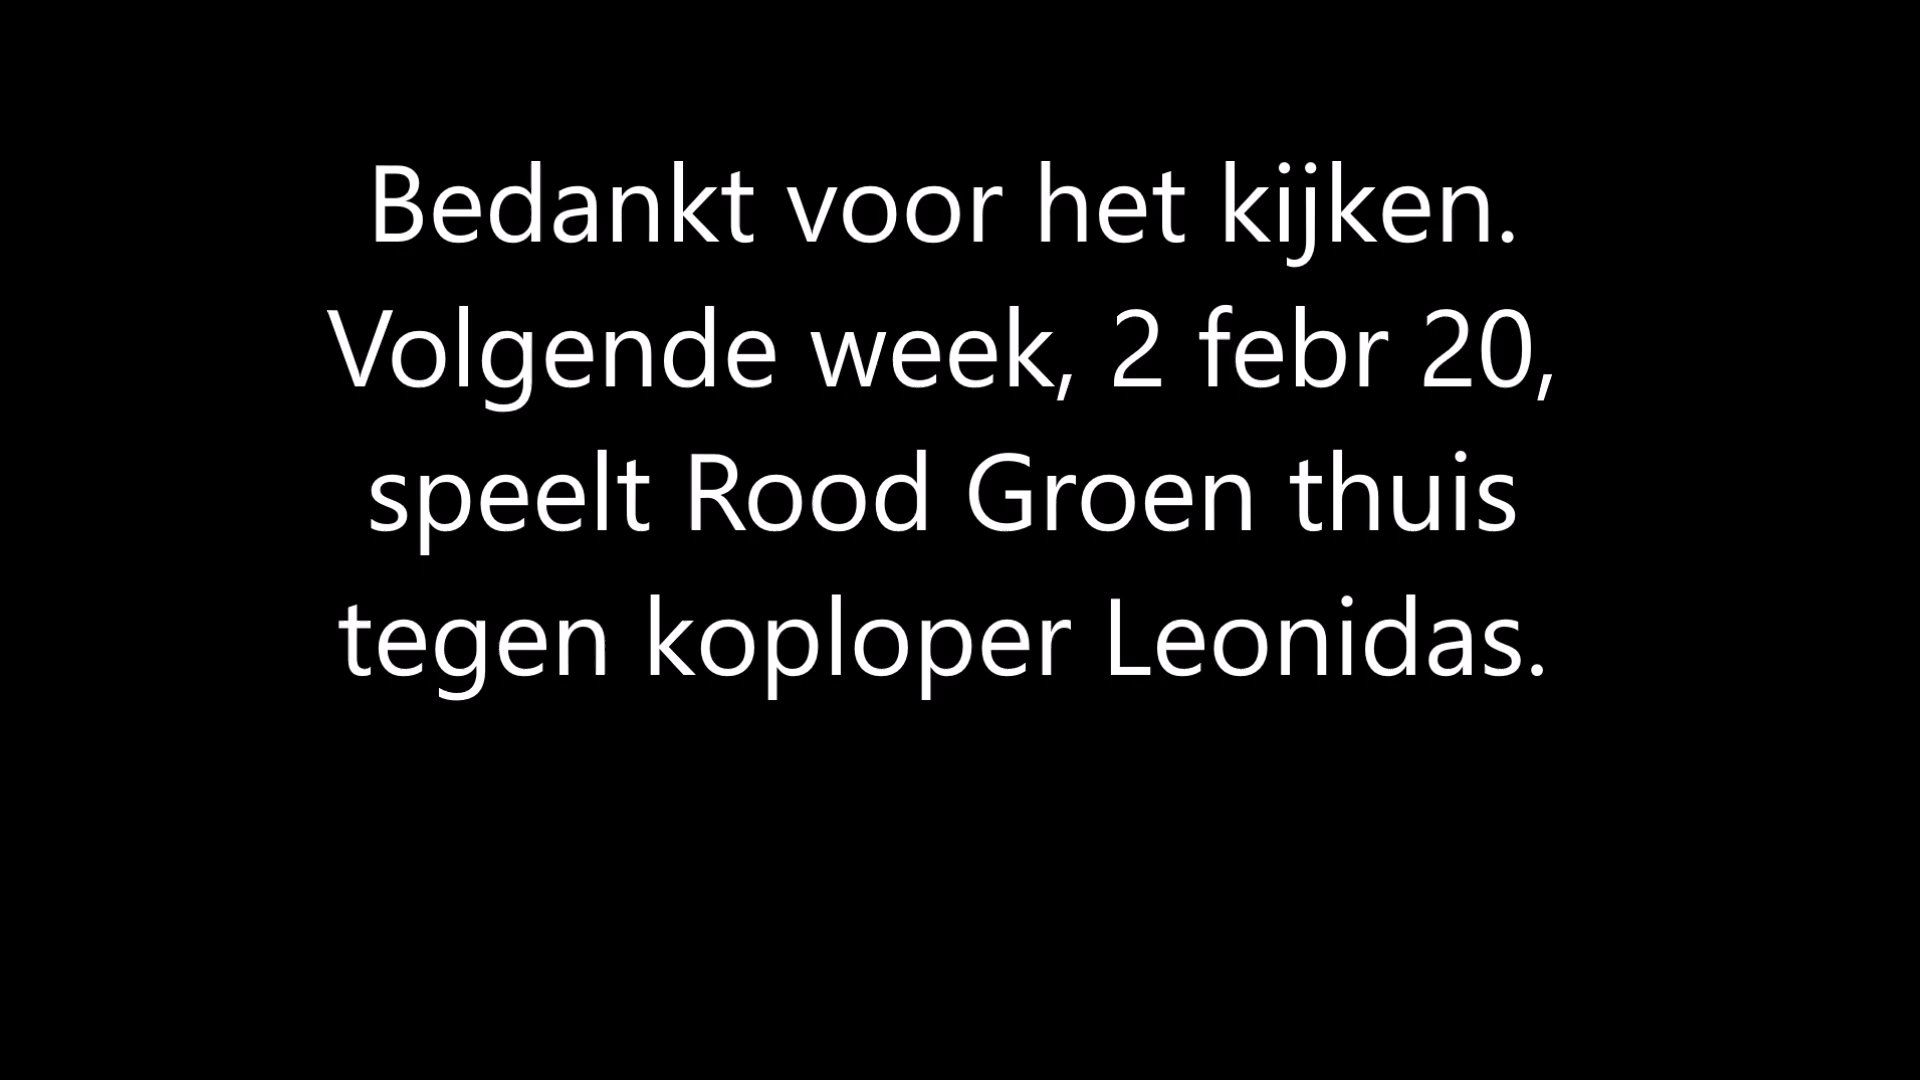 Bedankt voor het kijken.
Volgende week, 2 febr 20,
speelt Rood Groen thuis
tegen koploper Leonidas.